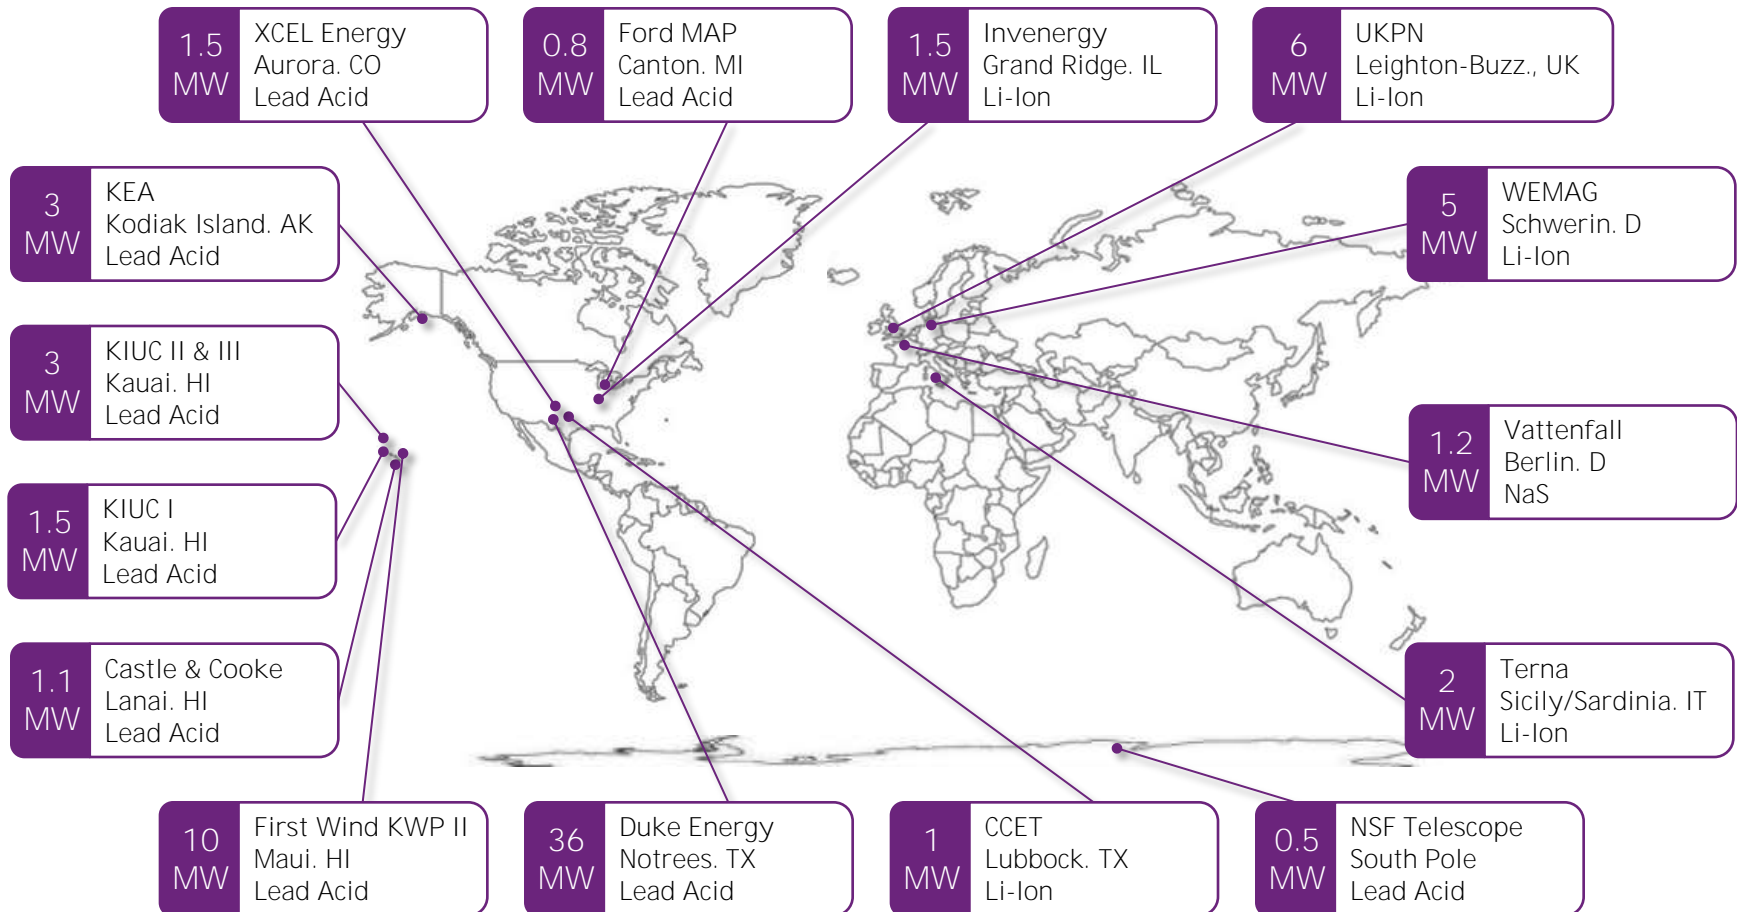 1.5
MW
XCEL Energy
Aurora. CO
Lead Acid
0.8
MW
Ford MAP
Canton. MI
Lead Acid
1.5
MW
Invenergy
Grand Ridge. IL
Li-Ion
6
MW
UKPN
Leighton-Buzz., UK
Li-Ion
3
MW
KEA
Kodiak Island. AK
Lead Acid
5
MW
WEMAG
Schwerin. D
Li-Ion
3
MW
KIUC II & III
Kauai. HI
Lead Acid
1.2
MW
Vattenfall
Berlin. D
NaS
1.5
MW
KIUC I
Kauai. HI
Lead Acid
1.1
MW
Castle & Cooke
Lanai. HI
Lead Acid
2
MW
Terna
Sicily/Sardinia. IT
Li-Ion
10
MW
First Wind KWP II
Maui. HI
Lead Acid
36
MW
Duke Energy
Notrees. TX
Lead Acid
1
MW
CCET
Lubbock. TX
Li-Ion
0.5
MW
NSF Telescope
South Pole
Lead Acid